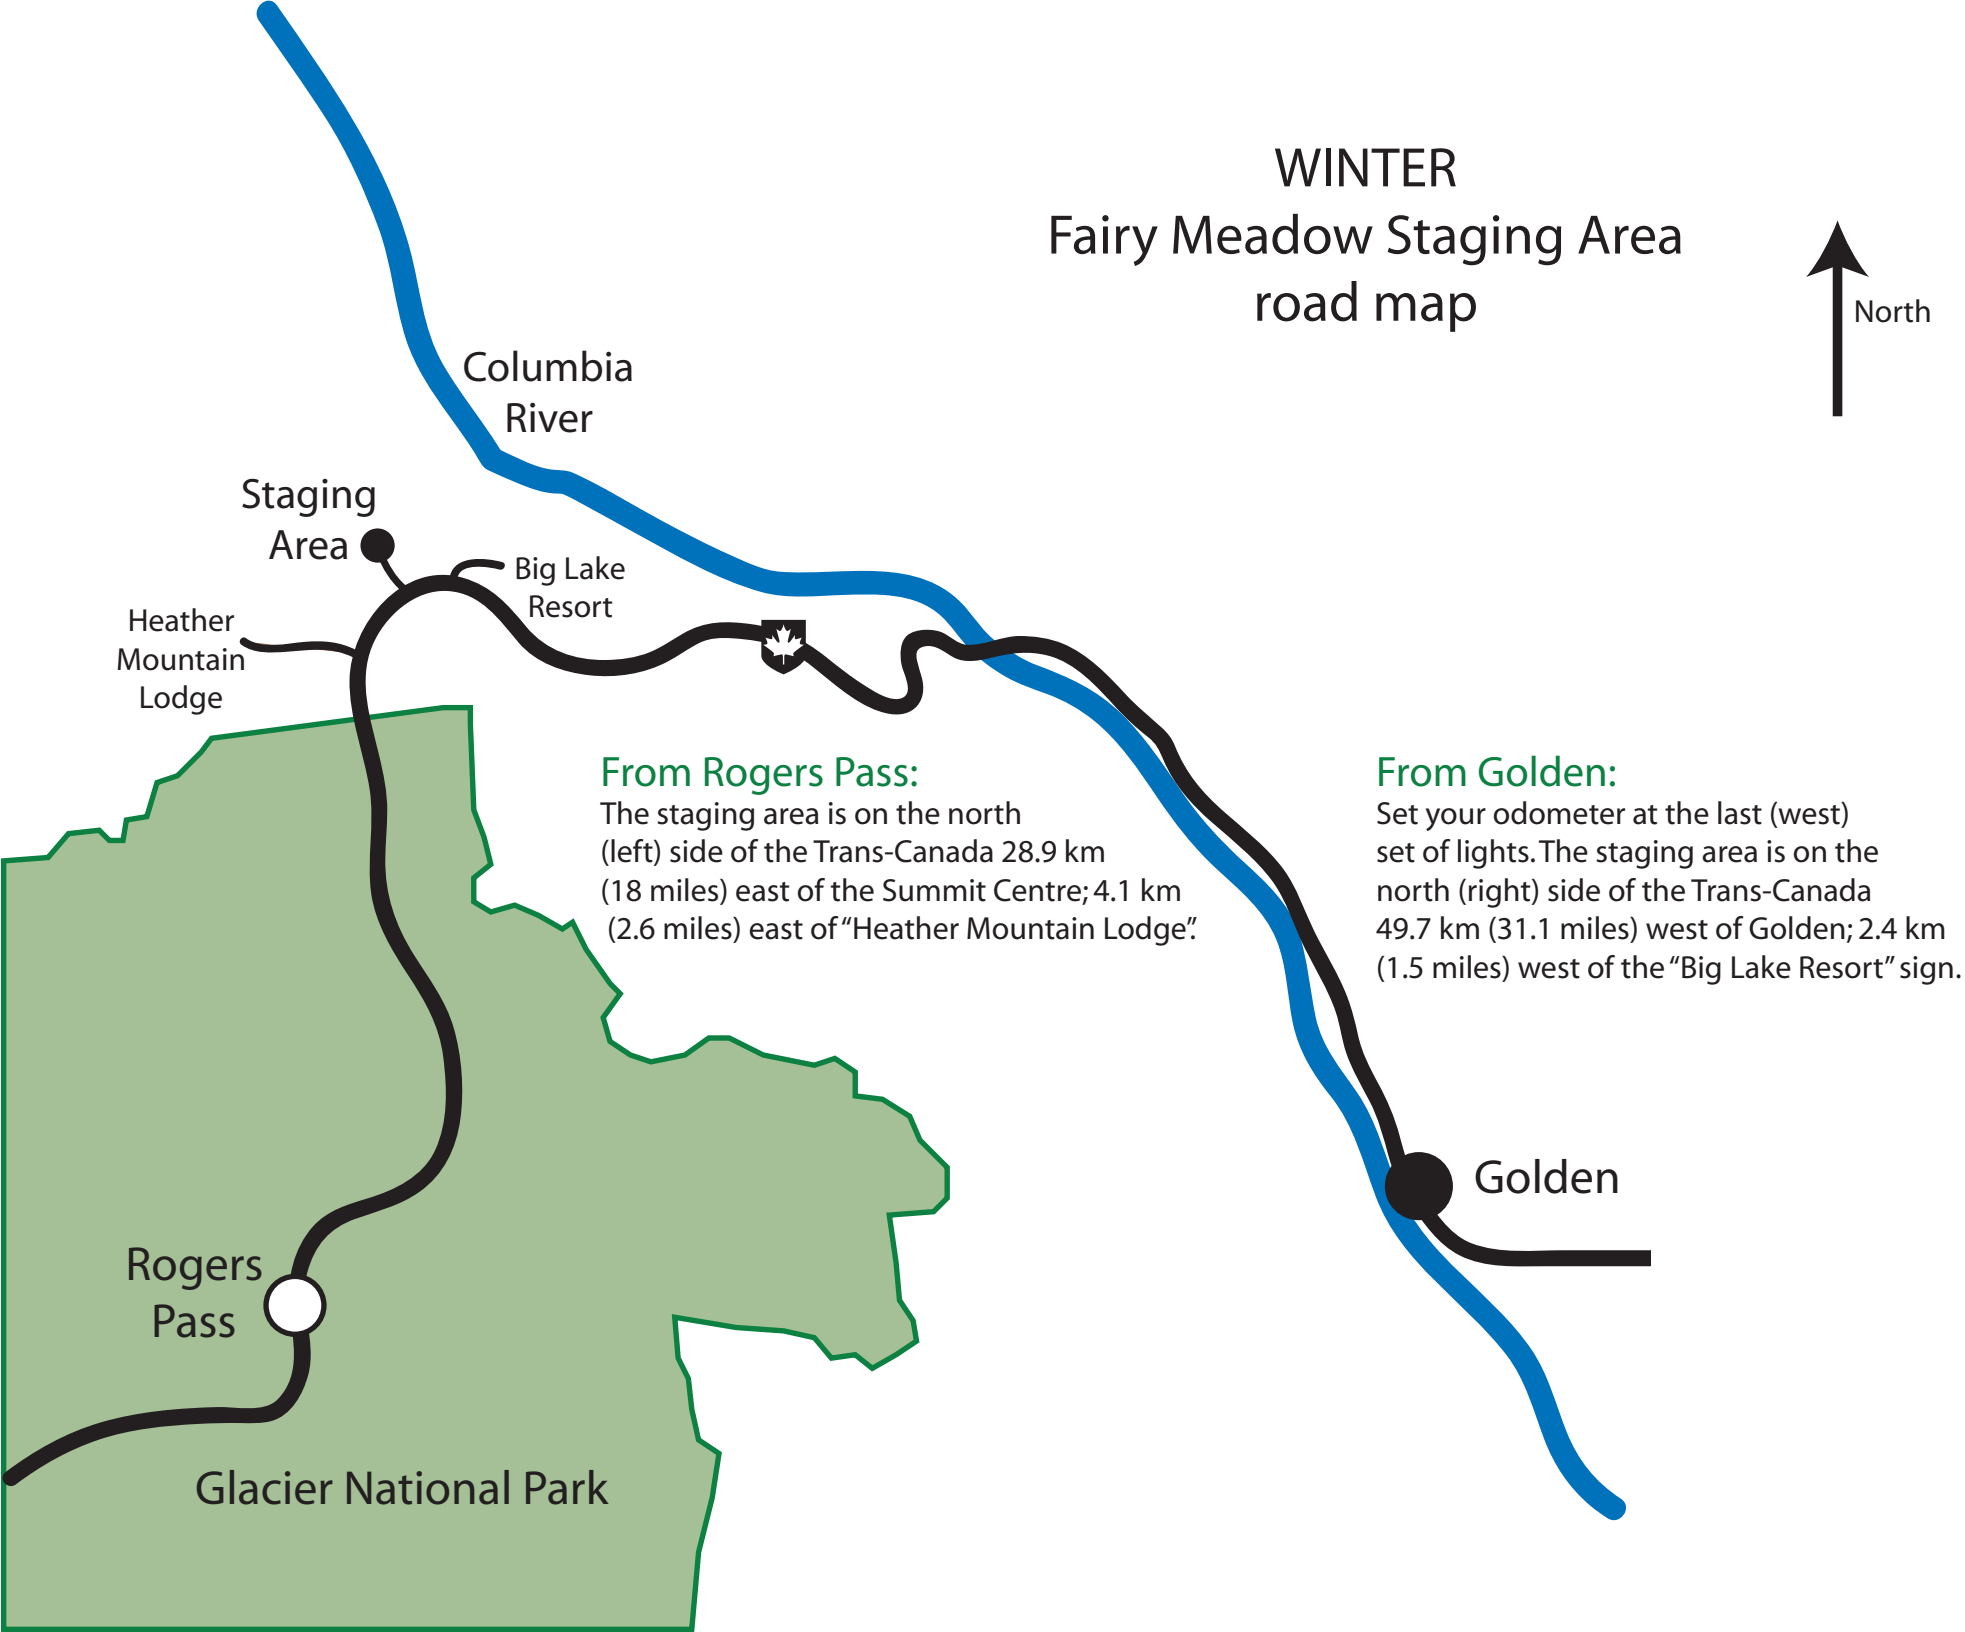 WINTER
Fairy Meadow Staging Area
road map
North
Columbia
River
Staging
Area
Big Lake
Resort
Heather
Mountain
Lodge
From Rogers Pass:
The staging area is on the north
(left) side of the Trans-Canada 28.9 km
(18 miles) east of the Summit Centre; 4.1 km
(2.6 miles) east of “Heather Mountain Lodge”.
From Golden:
Set your odometer at the last (west)
set of lights. The staging area is on the
north (right) side of the Trans-Canada
49.7 km (31.1 miles) west of Golden; 2.4 km
(1.5 miles) west of the “Big Lake Resort” sign.
Golden
Rogers
Pass
Glacier National Park